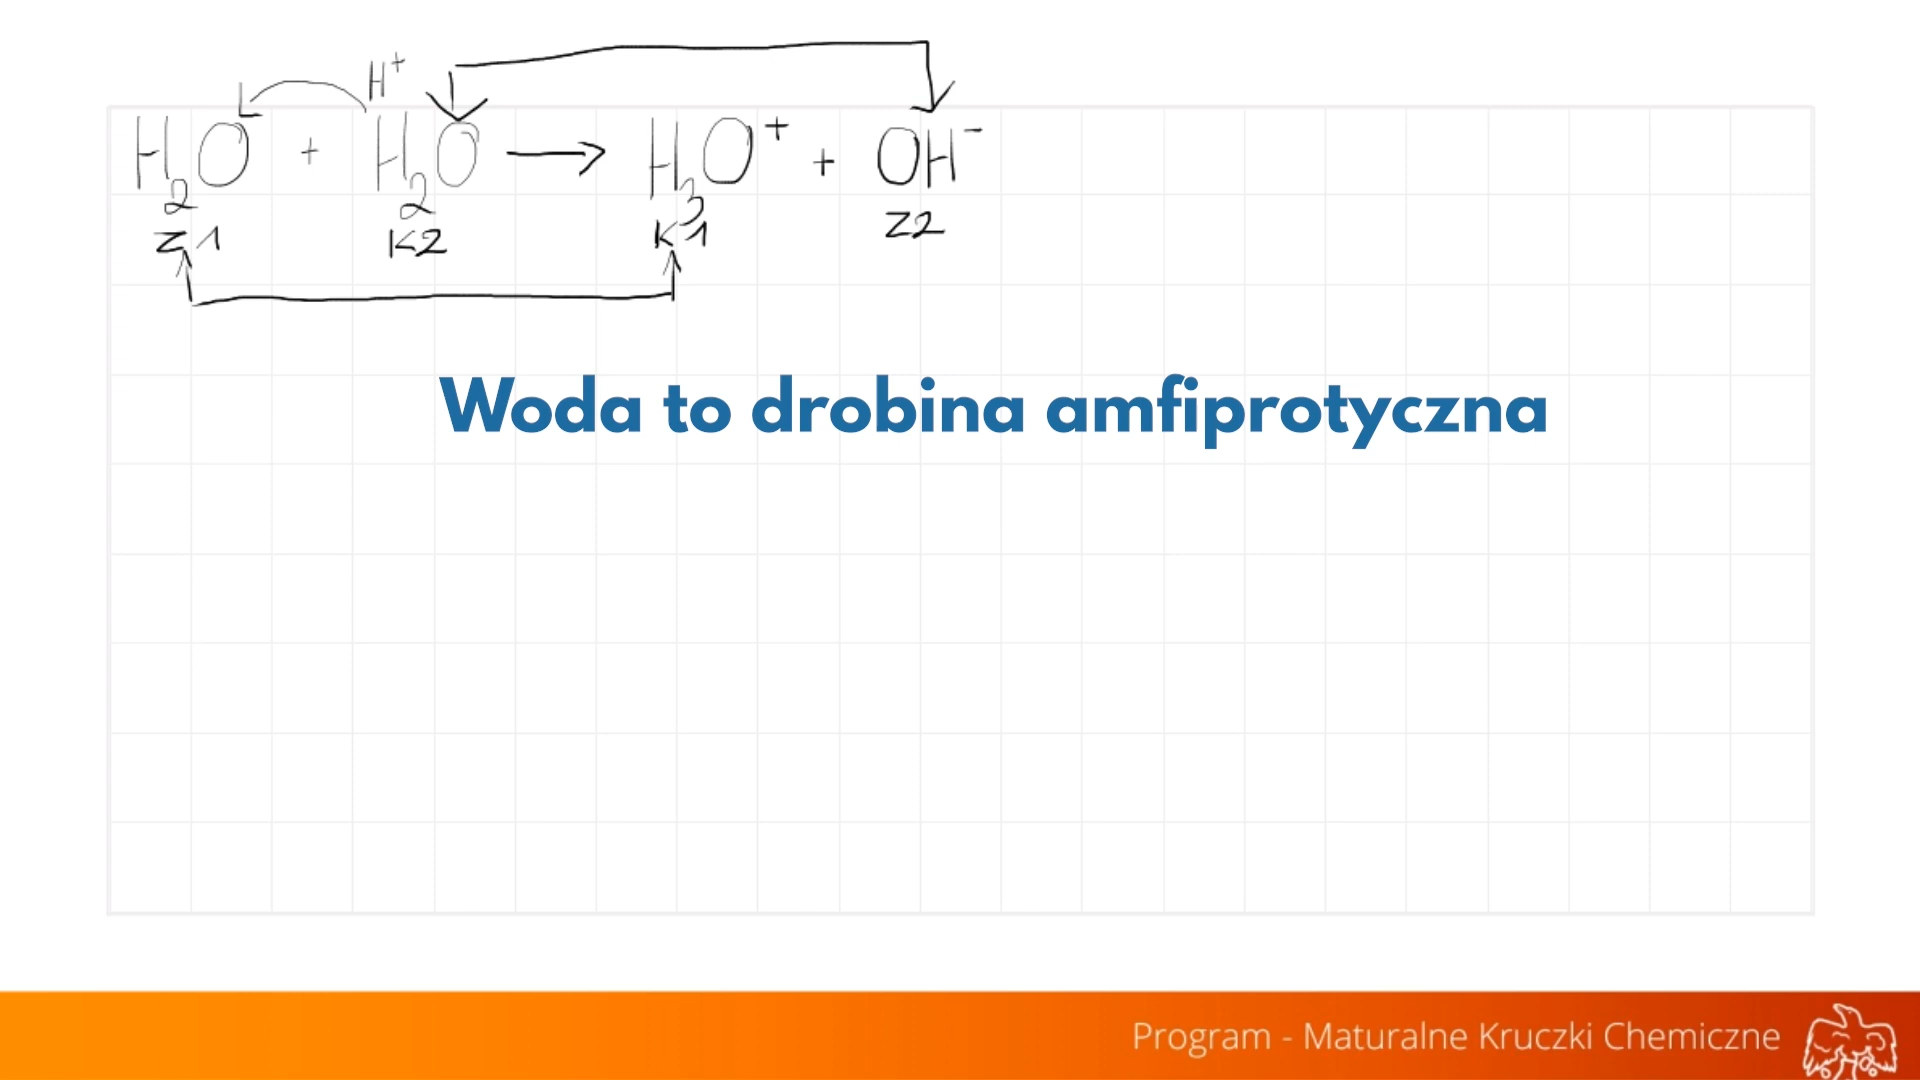 H⁺
H₂O + H₂O → H₃O⁺ + OH⁻
Z1 K2 K1 Z2
Woda to drobina amfiprotyczna
Program - Maturalne Kruczki Chemiczne